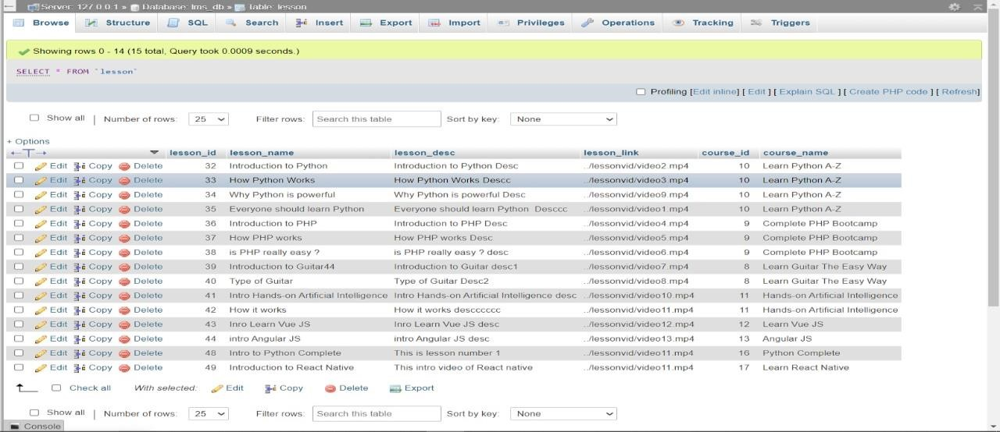 Server: 127.0.0.1 » Database: lms_db » Table: lesson
Browse Structure SQL Search Insert Export Import Privileges Operations Tracking Triggers
Showing rows 0 - 14 (15 total, Query took 0.0009 seconds.)
SELECT * FROM `lesson`
Profiling [Edit inline] [ Edit ] [ Explain SQL ] [ Create PHP code ] [ Refresh]
Show all | Number of rows: 25 Filter rows: Search this table Sort by key: None
+ Options
←T→ lesson_id lesson_name lesson_desc lesson_link course_id course_name
Edit Copy Delete 32 Introduction to Python Introduction to Python Desc ../lessonvid/video2.mp4 10 Learn Python A-Z
Edit Copy Delete 33 How Python Works How Python Works Descc ../lessonvid/video3.mp4 10 Learn Python A-Z
Edit Copy Delete 34 Why Python is powerful Why Python is powerful Desc ../lessonvid/video9.mp4 10 Learn Python A-Z
Edit Copy Delete 35 Everyone should learn Python Everyone should learn Python Desccc ../lessonvid/video1.mp4 10 Learn Python A-Z
Edit Copy Delete 36 Introduction to PHP Introduction to PHP Desc ../lessonvid/video4.mp4 9 Complete PHP Bootcamp
Edit Copy Delete 37 How PHP works How PHP works Desc ../lessonvid/video5.mp4 9 Complete PHP Bootcamp
Edit Copy Delete 38 is PHP really easy ? is PHP really easy ? desc ../lessonvid/video6.mp4 9 Complete PHP Bootcamp
Edit Copy Delete 39 Introduction to Guitar44 Introduction to Guitar desc1 ../lessonvid/video7.mp4 8 Learn Guitar The Easy Way
Edit Copy Delete 40 Type of Guitar Type of Guitar Desc2 ../lessonvid/video8.mp4 8 Learn Guitar The Easy Way
Edit Copy Delete 41 Intro Hands-on Artificial Intelligence Intro Hands-on Artificial Intelligence desc ../lessonvid/video10.mp4 11 Hands-on Artificial Intelligence
Edit Copy Delete 42 How it works How it works descccccc ../lessonvid/video11.mp4 11 Hands-on Artificial Intelligence
Edit Copy Delete 43 Inro Learn Vue JS Inro Learn Vue JS desc ../lessonvid/video12.mp4 12 Learn Vue JS
Edit Copy Delete 44 intro Angular JS intro Angular JS desc ../lessonvid/video13.mp4 13 Angular JS
Edit Copy Delete 48 Intro to Python Complete This is lesson number 1 ../lessonvid/video11.mp4 16 Python Complete
Edit Copy Delete 49 Introduction to React Native This intro video of React native ../lessonvid/video11.mp4 17 Learn React Native
Check all With selected: Edit Copy Delete Export
Show all | Number of rows: 25 Filter rows: Search this table Sort by key: None
Console